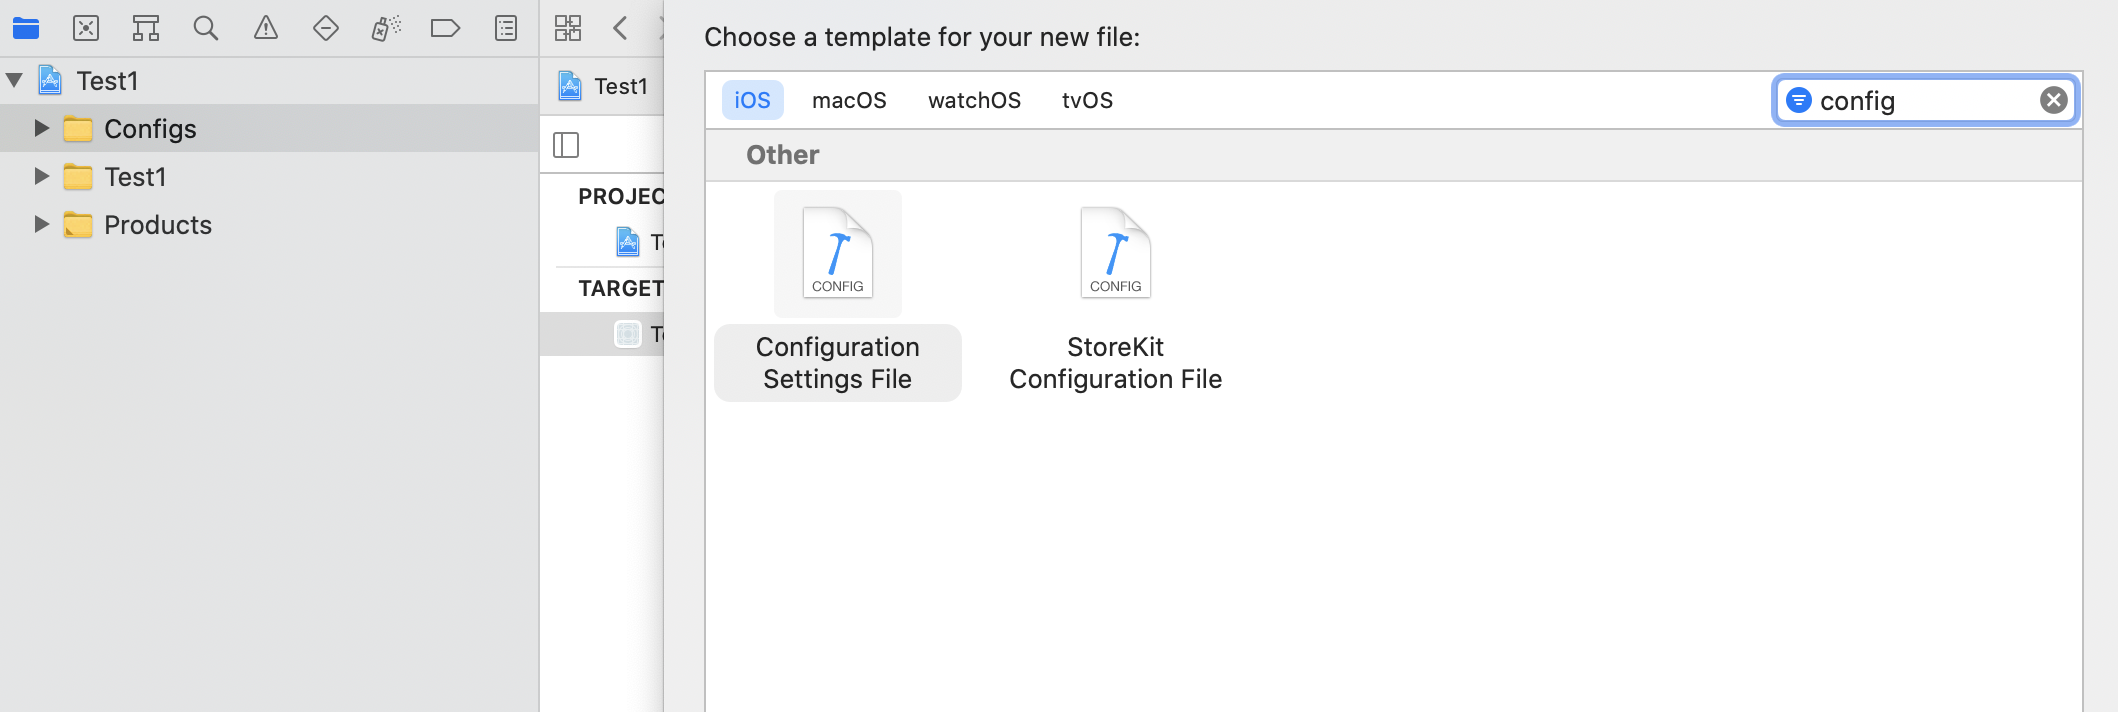 Test1
Configs
Test1
Products
Test1
PROJEC
TARGET
Choose a template for your new file:
iOS macOS watchOS tvOS
config
Other
CONFIG
Configuration
Settings File
CONFIG
StoreKit
Configuration File